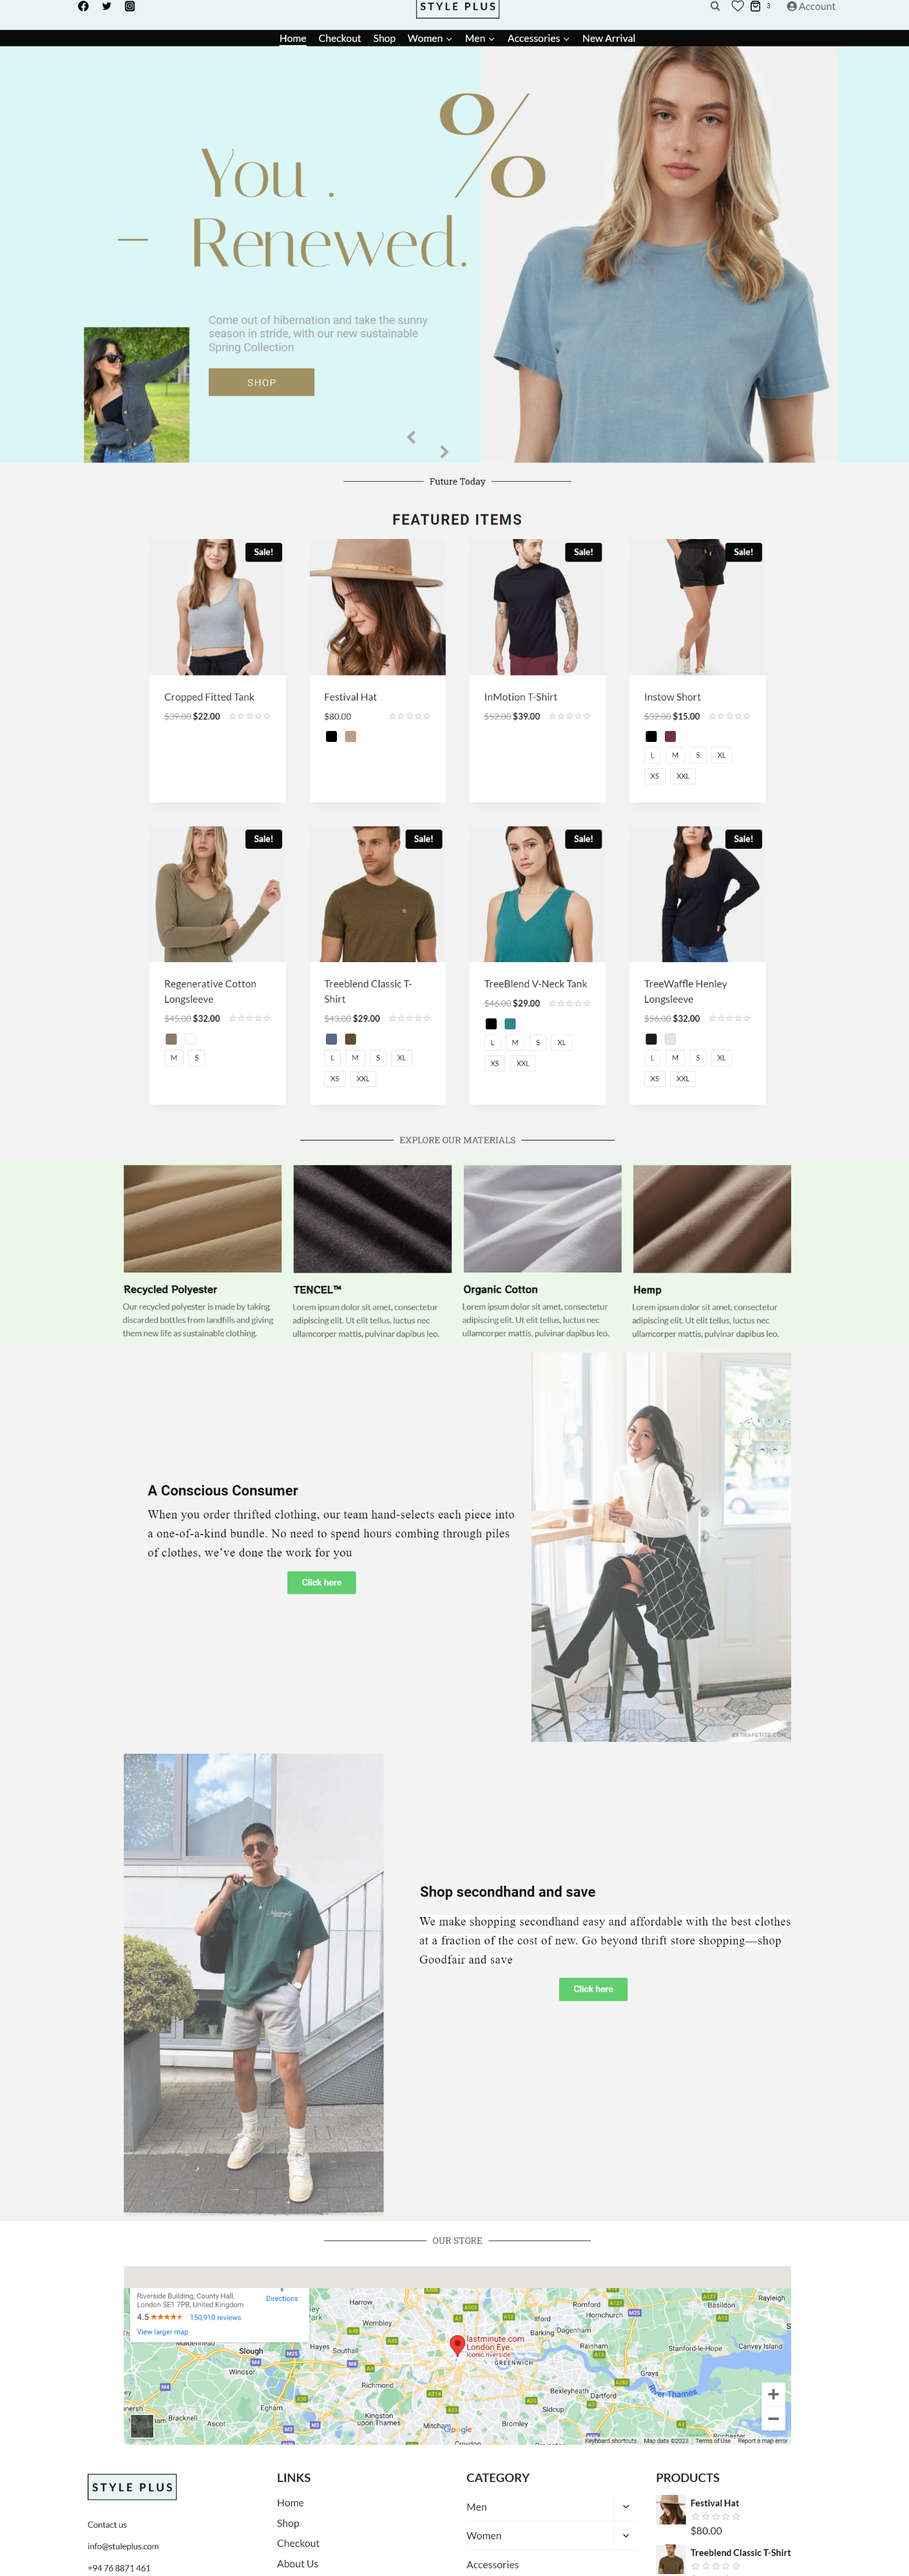 STYLE PLUS
3
Account
Home Checkout Shop Women Men Accessories New Arrival
%
You .
– Renewed.
Come out of hibernation and take the sunny
season in stride, with our new sustainable
Spring Collection
SHOP
Future Today
FEATURED ITEMS
Sale!
Cropped Fitted Tank
$39.00 $22.00
Festival Hat
$80.00
Sale!
InMotion T-Shirt
$52.00 $39.00
Sale!
Instow Short
$32.00 $15.00
L M S XL
XS XXL
Sale!
Regenerative Cotton
Longsleeve
$45.00 $32.00
M S
Sale!
Treeblend Classic T-
Shirt
$43.00 $29.00
L M S XL
XS XXL
Sale!
TreeBlend V-Neck Tank
$46.00 $29.00
L M S XL
XS XXL
Sale!
TreeWaffle Henley
Longsleeve
$56.00 $32.00
L M S XL
XS XXL
EXPLORE OUR MATERIALS
Recycled Polyester
Our recycled polyester is made by taking
discarded bottles from landfills and giving
them new life as sustainable clothing.
TENCEL™
Lorem ipsum dolor sit amet, consectetur
adipiscing elit. Ut elit tellus, luctus nec
ullamcorper mattis, pulvinar dapibus leo.
Organic Cotton
Lorem ipsum dolor sit amet, consectetur
adipiscing elit. Ut elit tellus, luctus nec
ullamcorper mattis, pulvinar dapibus leo.
Hemp
Lorem ipsum dolor sit amet, consectetur
adipiscing elit. Ut elit tellus, luctus nec
ullamcorper mattis, pulvinar dapibus leo.
A Conscious Consumer
When you order thrifted clothing, our team hand-selects each piece into
a one-of-a-kind bundle. No need to spend hours combing through piles
of clothes, we've done the work for you
Click here
EXTRAPETITE.COM
Shop secondhand and save
We make shopping secondhand easy and affordable with the best clothes
at a fraction of the cost of new. Go beyond thrift store shopping—shop
Goodfair and save
Click here
OUR STORE
Riverside Building, County Hall,
London SE1 7PB, United Kingdom
Directions
4.5 150,910 reviews
View larger map
Harrow
Wembley
Hayes
Southall
Slough
Windsor
Richmond
Egham
Kingston
upon Thames
Bracknell
Ascot
lastminute.com
London Eye
Iconic riverside...
GREENWICH
Ilford
Barking
Dagenham
Romford
Hornchurch
Rainham
Basildon
Rayleigh
Stanford-le-Hope
Canvey Island
Grays
River Thames
Bexleyheath
Dartford
Sidcup
Bromley
Mitcham
Croydon
Rochester
Google
Keyboard shortcuts Map data ©2023 Terms of Use Report a map error
STYLE PLUS
Contact us
info@stuleplus.com
+94 76 8871 461
LINKS
Home
Shop
Checkout
About Us
CATEGORY
Men
Women
Accessories
PRODUCTS
Festival Hat
$80.00
Treeblend Classic T-Shirt